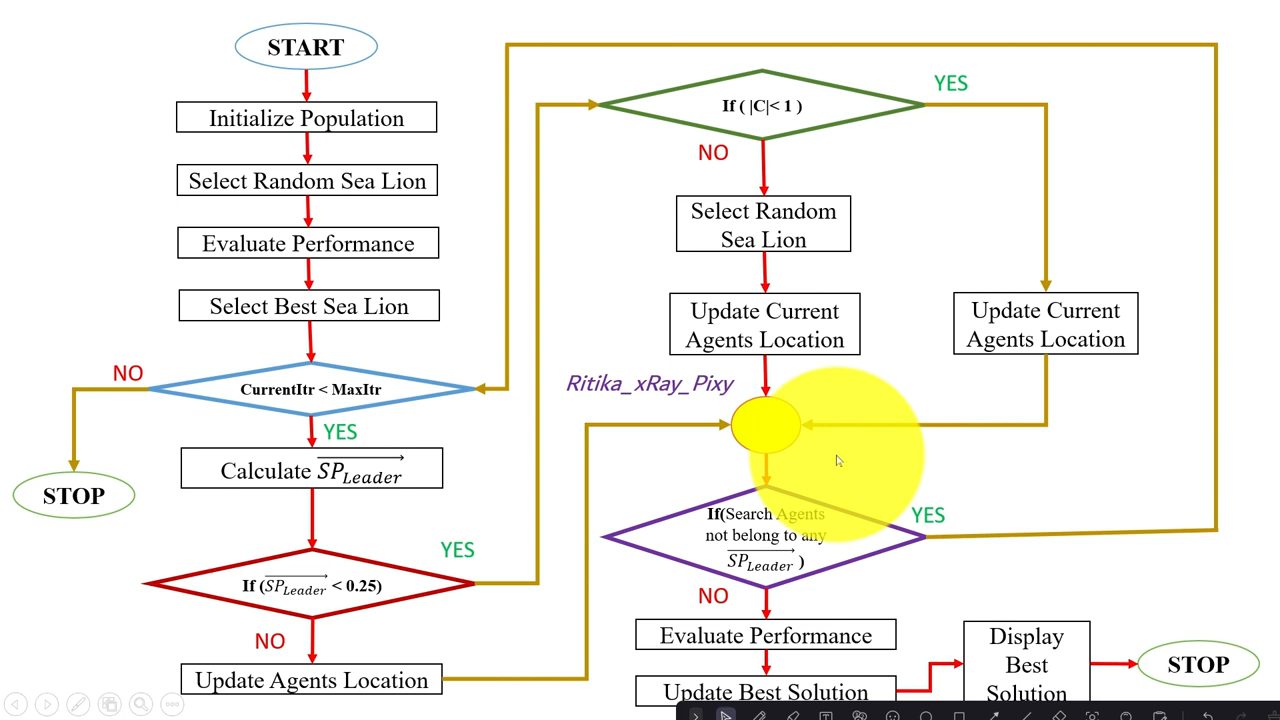 START
Initialize Population
Select Random Sea Lion
Evaluate Performance
Select Best Sea Lion
NO
CurrentItr < MaxItr
YES
STOP
Calculate SP_Leader
YES
If (SP_Leader < 0.25)
NO
Update Agents Location
If ( |C|< 1 )
YES
NO
Select Random
Sea Lion
Update Current
Agents Location
Update Current
Agents Location
Ritika_xRay_Pixy
If(Search Agents
not belong to any
SP_Leader )
YES
NO
Evaluate Performance
Update Best Solution
Display
Best
Solution
STOP